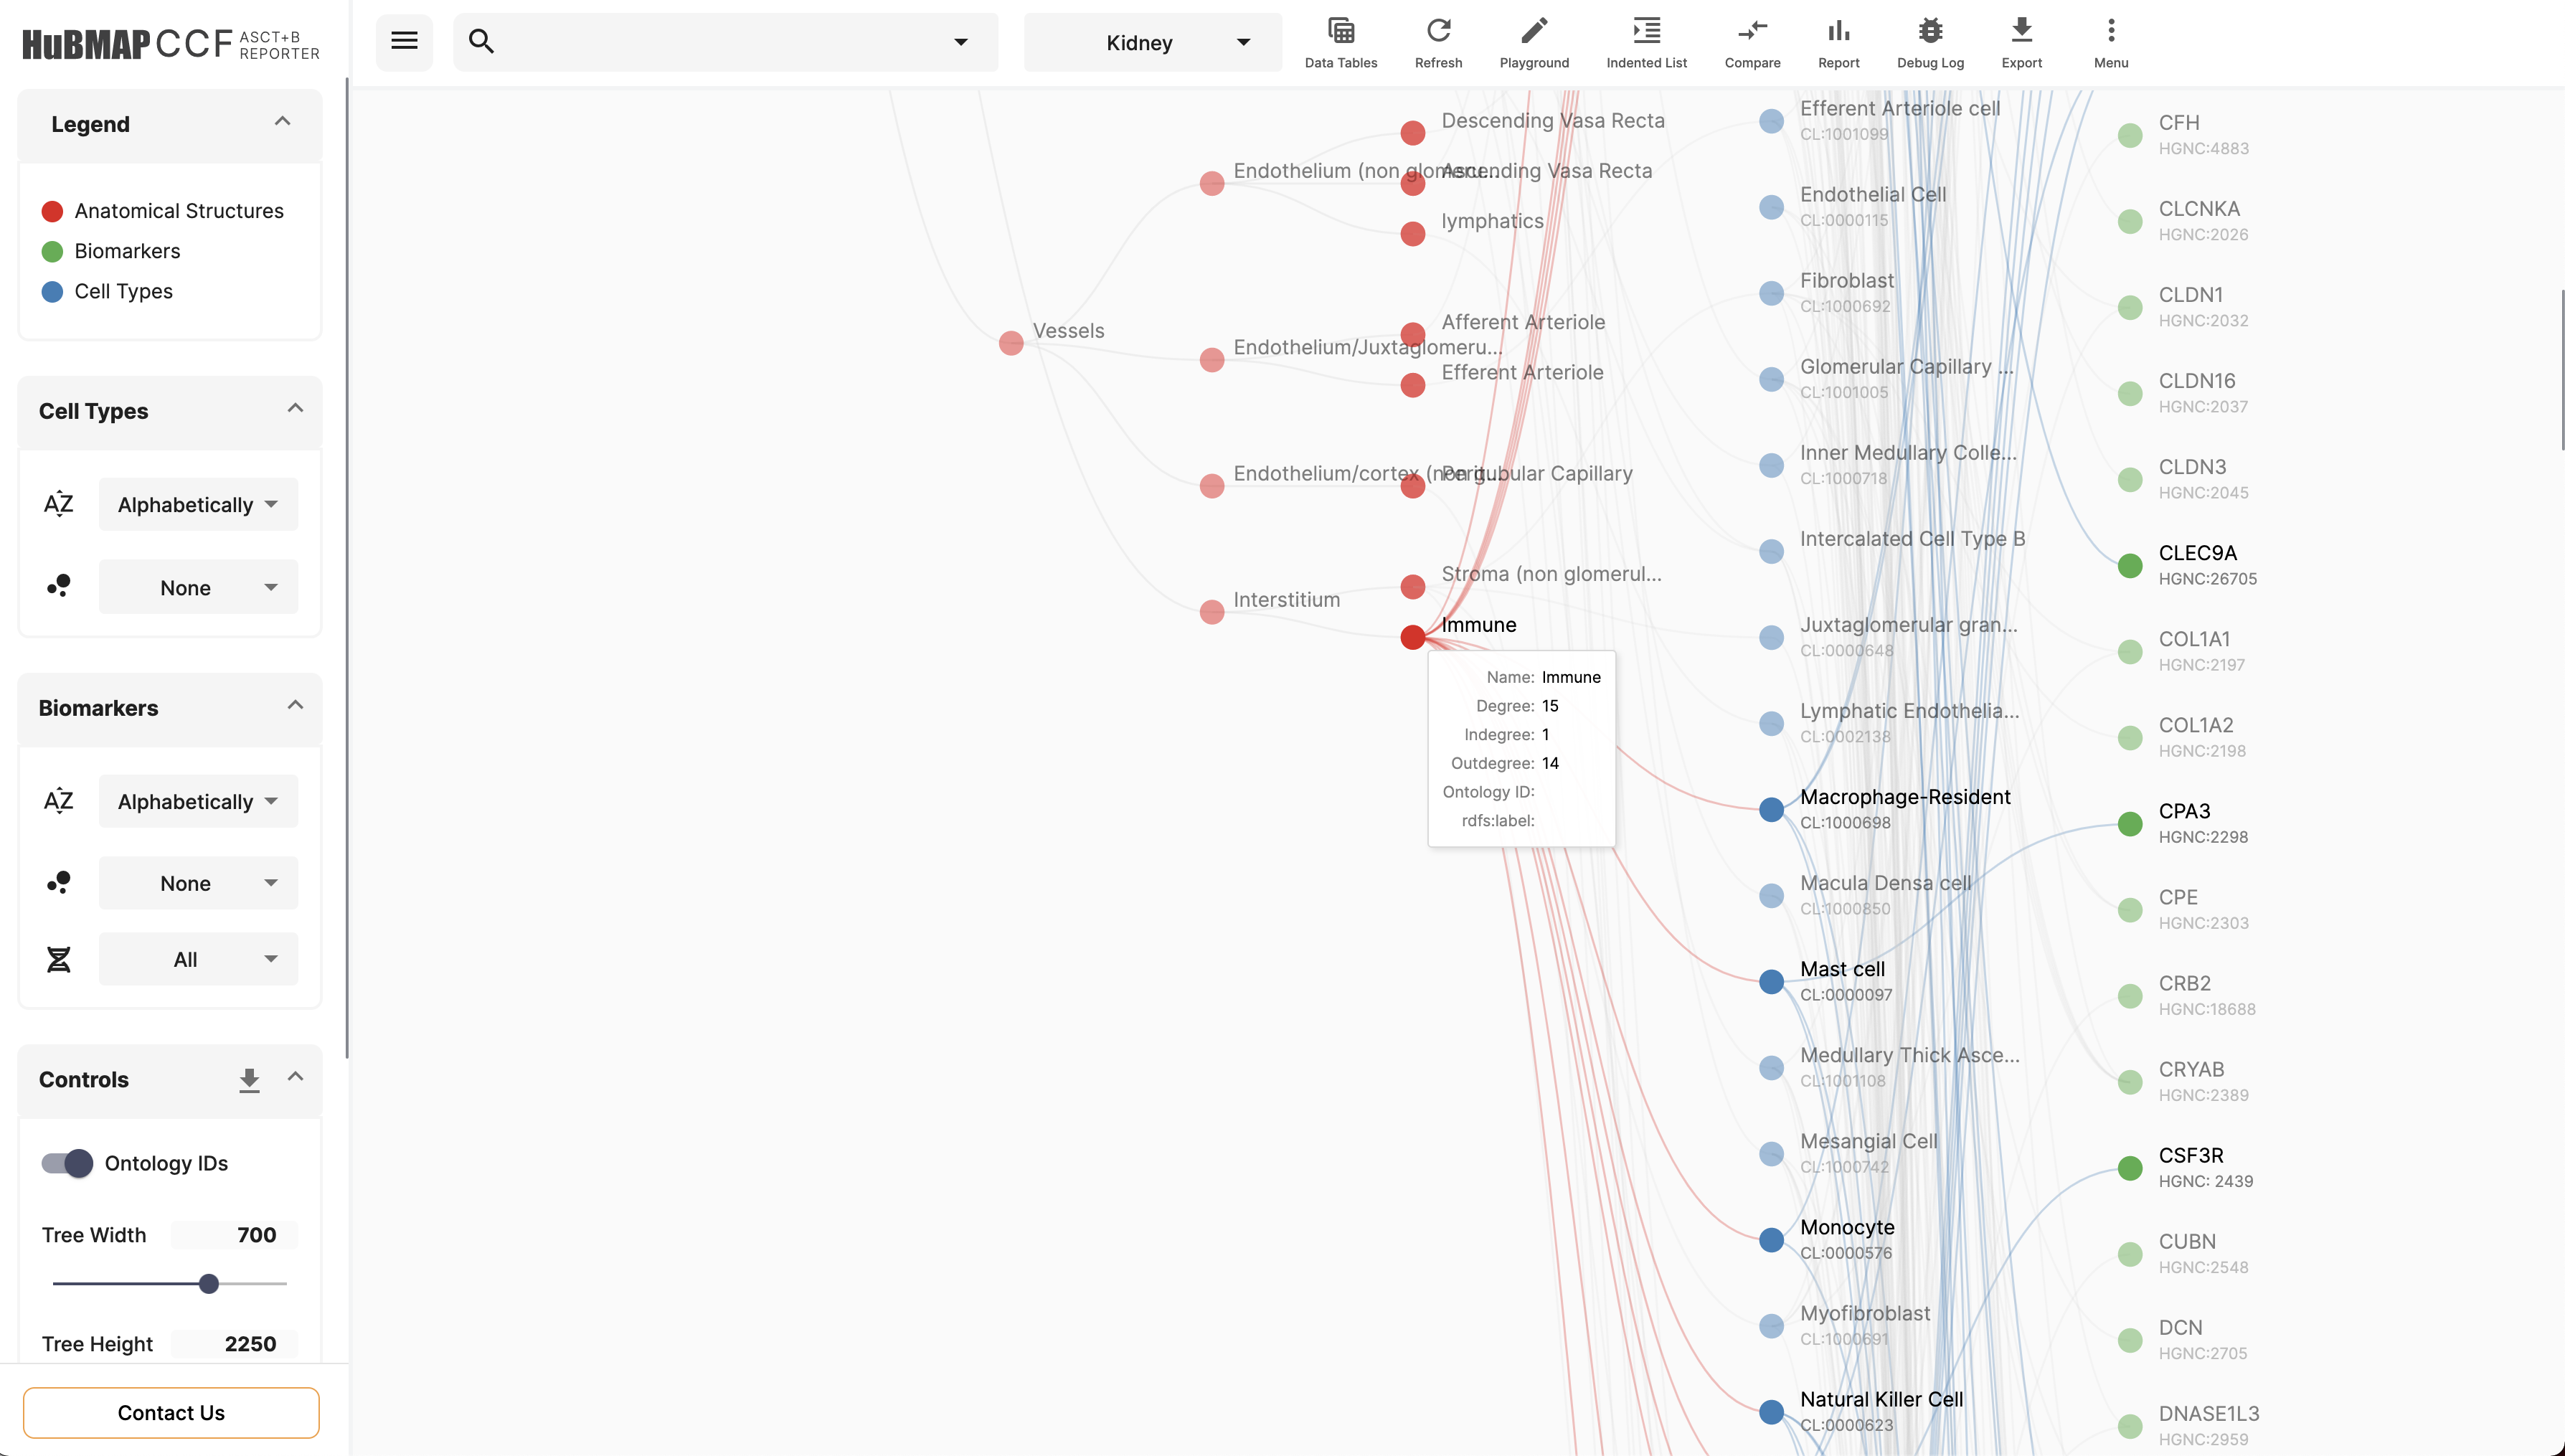 HuBMAP CCF ASCT+B
REPORTER
Kidney
Data Tables
Refresh
Playground
Indented List
Compare
Report
Debug Log
Export
Menu
Legend
Anatomical Structures
Biomarkers
Cell Types
Cell Types
AZ
Alphabetically
None
Biomarkers
AZ
Alphabetically
None
All
Controls
Ontology IDs
Tree Width 700
Tree Height 2250
Contact Us
Vessels
Endothelium (non glomeru...
Endothelium/Juxtaglomeru...
Endothelium/cortex (non g...
Interstitium
Descending Vasa Recta
Ascending Vasa Recta
lymphatics
Afferent Arteriole
Efferent Arteriole
Peritubular Capillary
Stroma (non glomerul...
Immune
Name: Immune
Degree: 15
Indegree: 1
Outdegree: 14
Ontology ID:
rdfs:label:
Efferent Arteriole cell
CL:1001099
Endothelial Cell
CL:0000115
Fibroblast
CL:1000692
Glomerular Capillary ...
CL:1001005
Inner Medullary Colle...
CL:1000718
Intercalated Cell Type B
Juxtaglomerular gran...
CL:0000648
Lymphatic Endothelia...
CL:0002138
Macrophage-Resident
CL:1000698
Macula Densa cell
CL:1000850
Mast cell
CL:0000097
Medullary Thick Asce...
CL:1001108
Mesangial Cell
CL:1000742
Monocyte
CL:0000576
Myofibroblast
CL:1000691
Natural Killer Cell
CL:0000623
CFH
HGNC:4883
CLCNKA
HGNC:2026
CLDN1
HGNC:2032
CLDN16
HGNC:2037
CLDN3
HGNC:2045
CLEC9A
HGNC:26705
COL1A1
HGNC:2197
COL1A2
HGNC:2198
CPA3
HGNC:2298
CPE
HGNC:2303
CRB2
HGNC:18688
CRYAB
HGNC:2389
CSF3R
HGNC: 2439
CUBN
HGNC:2548
DCN
HGNC:2705
DNASE1L3
HGNC:2959